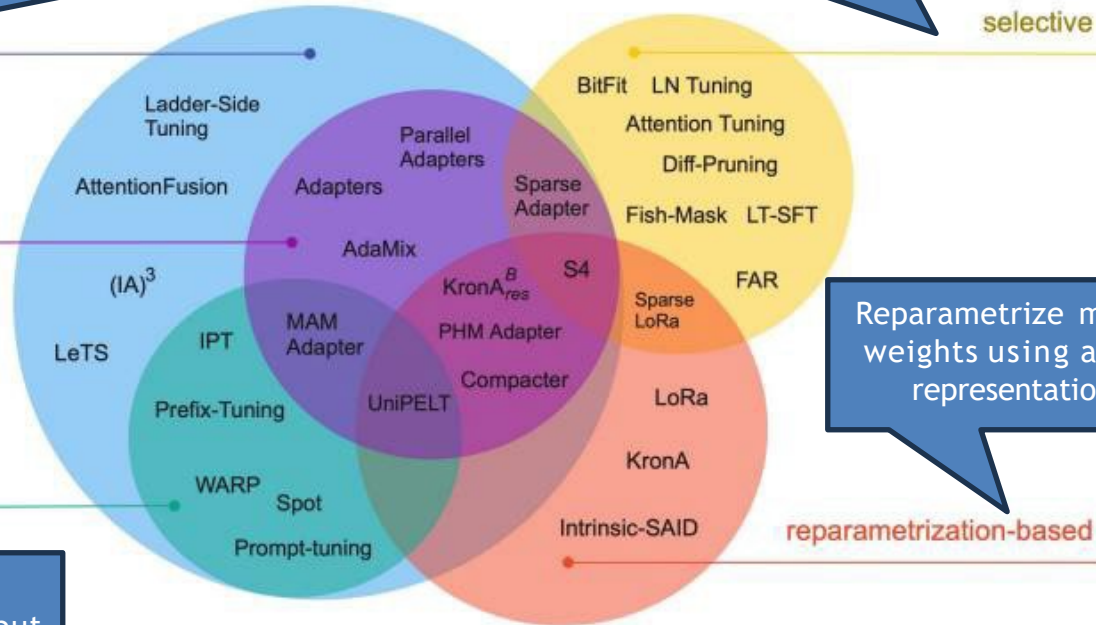 selective
BitFit LN Tuning
Ladder-Side
Tuning
Parallel
Adapters
Attention Tuning
Diff-Pruning
AttentionFusion
Adapters
Sparse
Adapter
Fish-Mask LT-SFT
AdaMix
(IA)³
KronA^B_res
S4
FAR
Sparse
LoRa
Reparametrize
weights using a
LeTS
IPT
MAM
Adapter
PHM Adapter
Compacter
Prefix-Tuning
UniPELT
LoRa
KronA
WARP
Spot
Prompt-tuning
Intrinsic-SAID
reparametrization-based